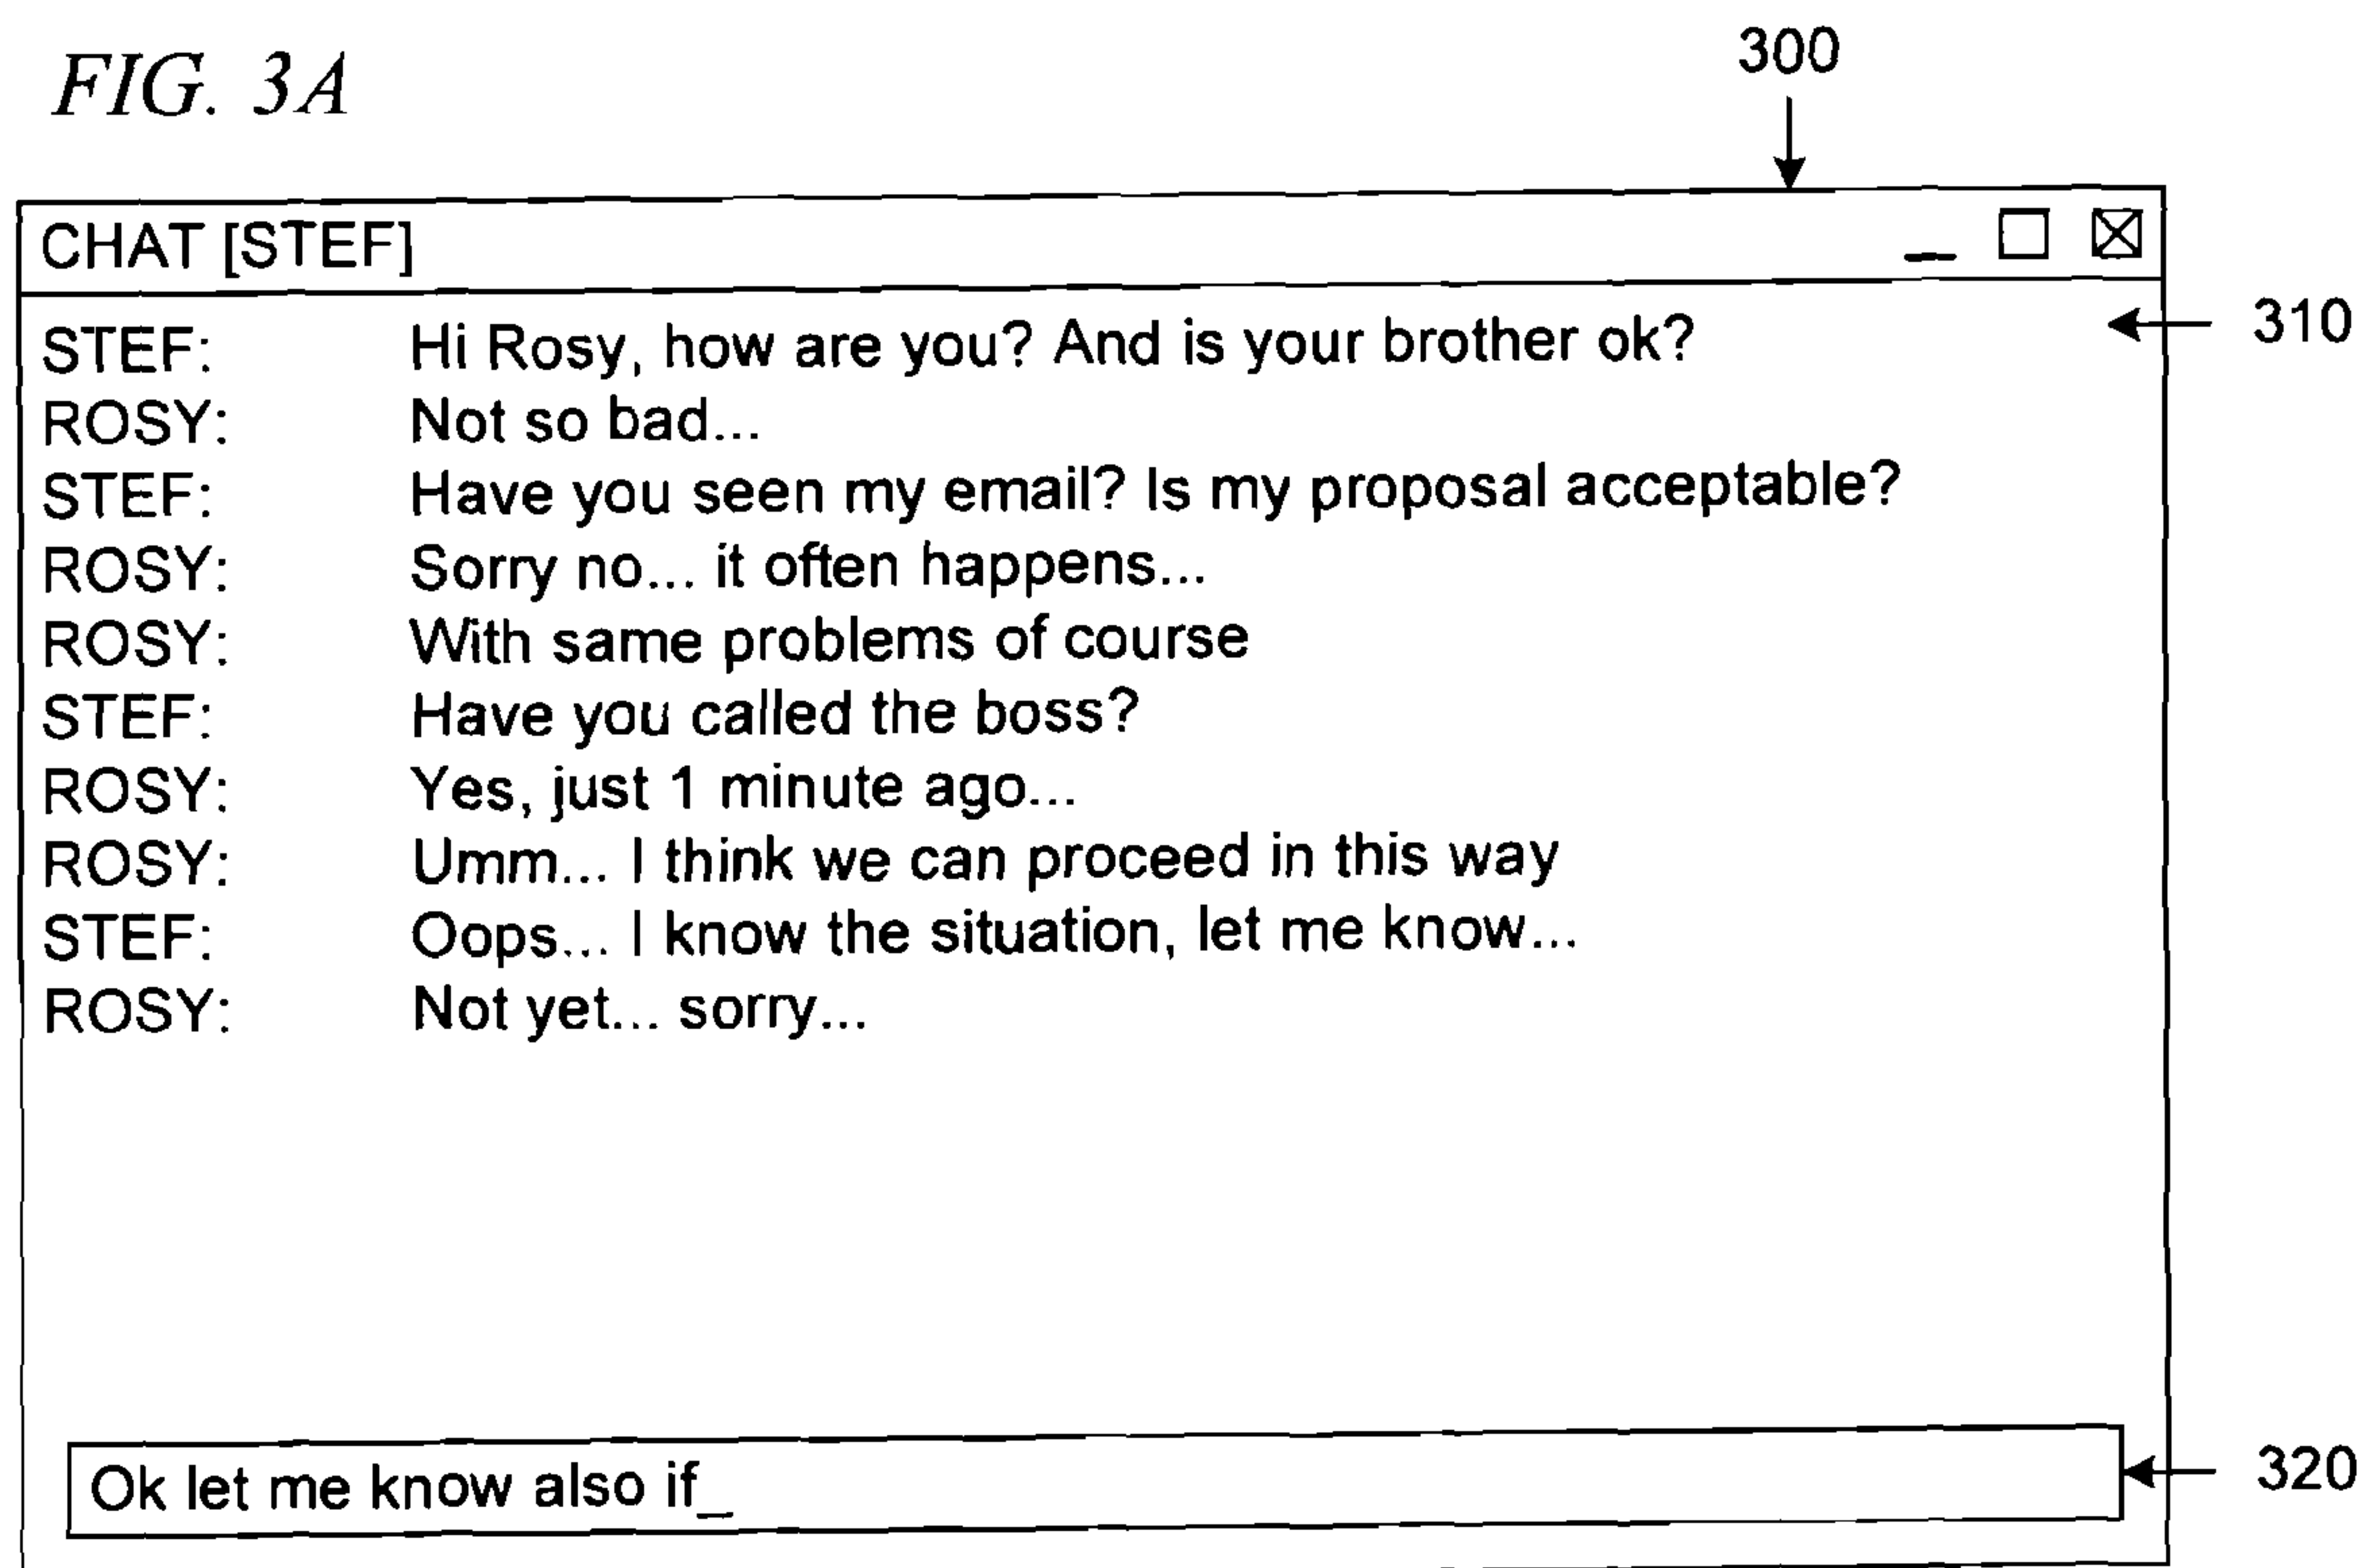 FIG. 3A
300
CHAT [STEF]
310
STEF: Hi Rosy, how are you? And is your brother ok?
ROSY: Not so bad...
STEF: Have you seen my email? Is my proposal acceptable?
ROSY: Sorry no... it often happens...
ROSY: With same problems of course
STEF: Have you called the boss?
ROSY: Yes, just 1 minute ago...
ROSY: Umm... I think we can proceed in this way
STEF: Oops... I know the situation, let me know...
ROSY: Not yet... sorry...
Ok let me know also if_
320